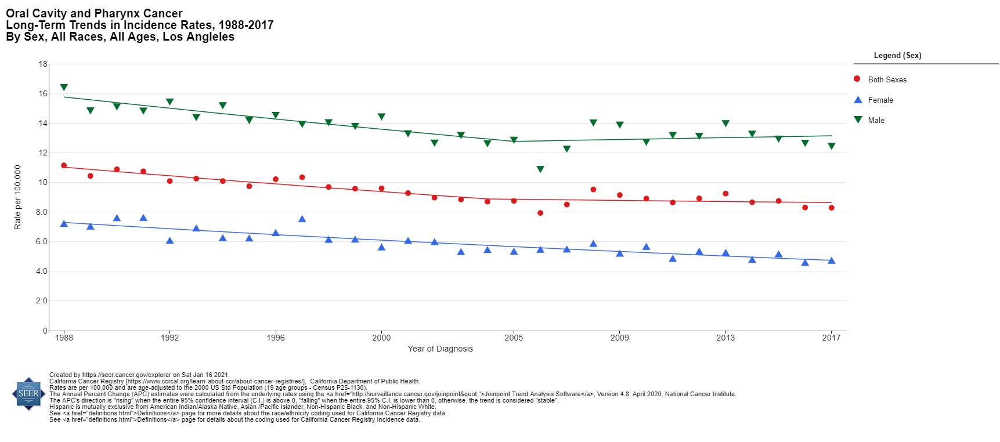 Oral Cavity and Pharynx Cancer
Long-Term Trends in Incidence Rates, 1988-2017
By Sex, All Races, All Ages, Los Angleles
Legend (Sex)
Both Sexes
Female
Male
Rate per 100,000
18
16
14
12
10
8.0
6.0
4.0
2.0
0
1988 1992 1996 2000 2005 2009 2013 2017
Year of Diagnosis
SEER
Created by https://seer.cancer.gov/explorer on Sat Jan 16 2021.
California Cancer Registry [https://www.ccrcal.org/learn-about-ccr/about-cancer-registries/], California Department of Public Health.
Rates are per 100,000 and are age-adjusted to the 2000 US Std Population (19 age groups - Census P25-1130).
The Annual Percent Change (APC) estimates were calculated from the underlying rates using the <a href="http://surveillance.cancer.gov/joinpoint&quot;">Joinpoint Trend Analysis Software</a>, Version 4.8, April 2020, National Cancer Institute.
The APC's direction is "rising" when the entire 95% confidence interval (C.I.) is above 0, "falling" when the entire 95% C.I. is lower than 0, otherwise, the trend is considered "stable".
Hispanic is mutually exclusive from American Indian/Alaska Native, Asian /Pacific Islander, Non-Hispanic Black, and Non-Hispanic White.
See <a href="definitions.html">Definitions</a> page for more details about the race/ethnicity coding used for California Cancer Registry data.
See <a href="definitions.html">Definitions</a> page for details about the coding used for California Cancer Registry Incidence data.